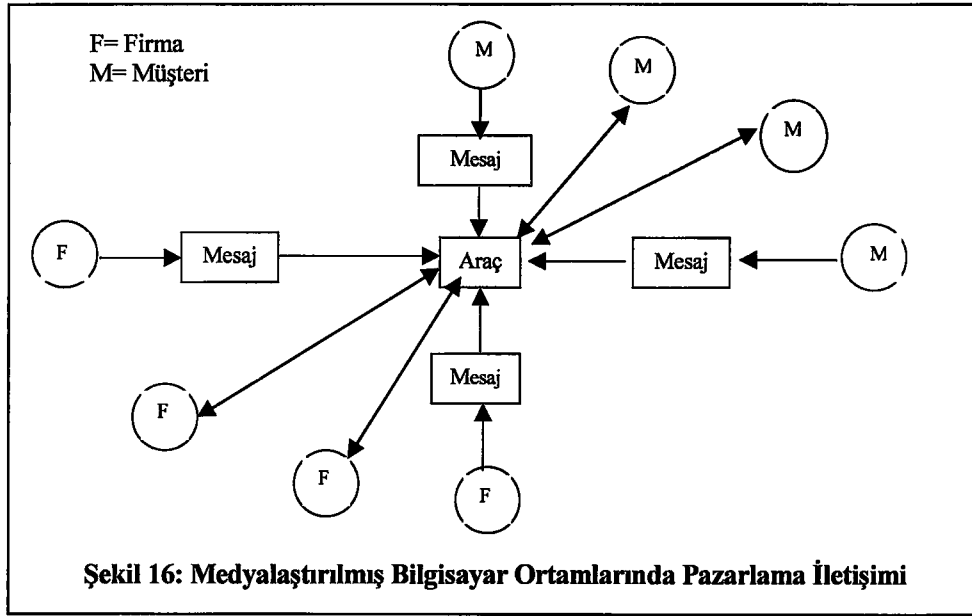 F= Firma
M= Müşteri
M
M
M
Mesaj
F
Mesaj
Araç
Mesaj
M
Mesaj
F
F
F
Şekil 16: Medyalaştırılmış Bilgisayar Ortamlarında Pazarlama İletişimi